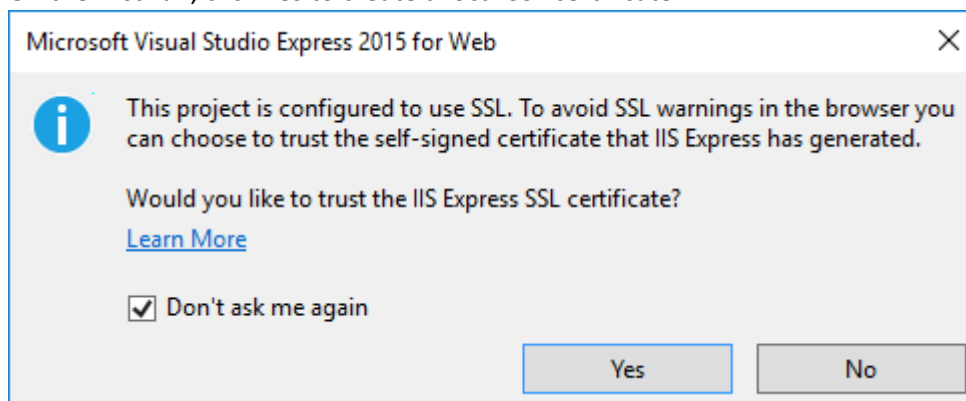 Microsoft Visual Studio Express 2015 for Web
This project is configured to use SSL. To avoid SSL warnings in the browser you
can choose to trust the self-signed certificate that IIS Express has generated.
Would you like to trust the IIS Express SSL certificate?
Learn More
Don't ask me again
Yes
No